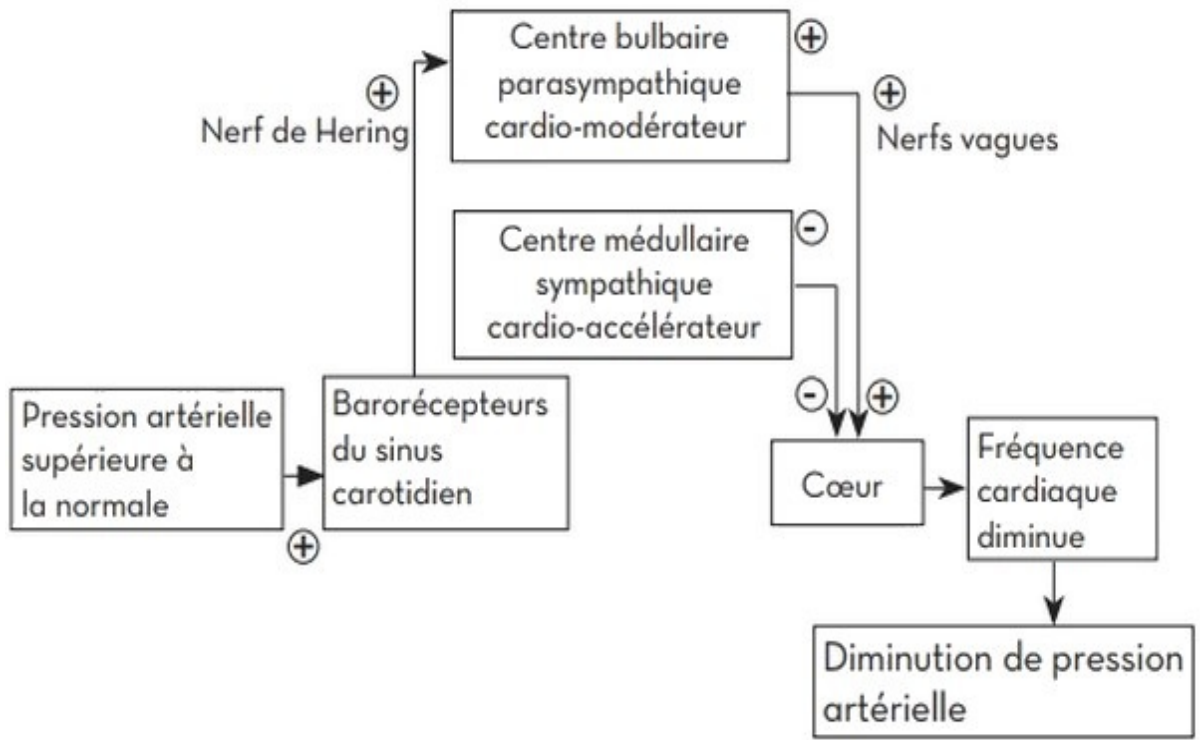 Centre bulbaire
parasympathique
cardio-modérateur
+
+
Nerf de Hering
+
Nerfs vagues
Centre médullaire
sympathique
cardio-accélérateur
-
Pression artérielle
supérieure à
la normale
+
Barorécepteurs
du sinus
carotidien
-
+
Cœur
Fréquence
cardiaque
diminue
Diminution de pression
artérielle